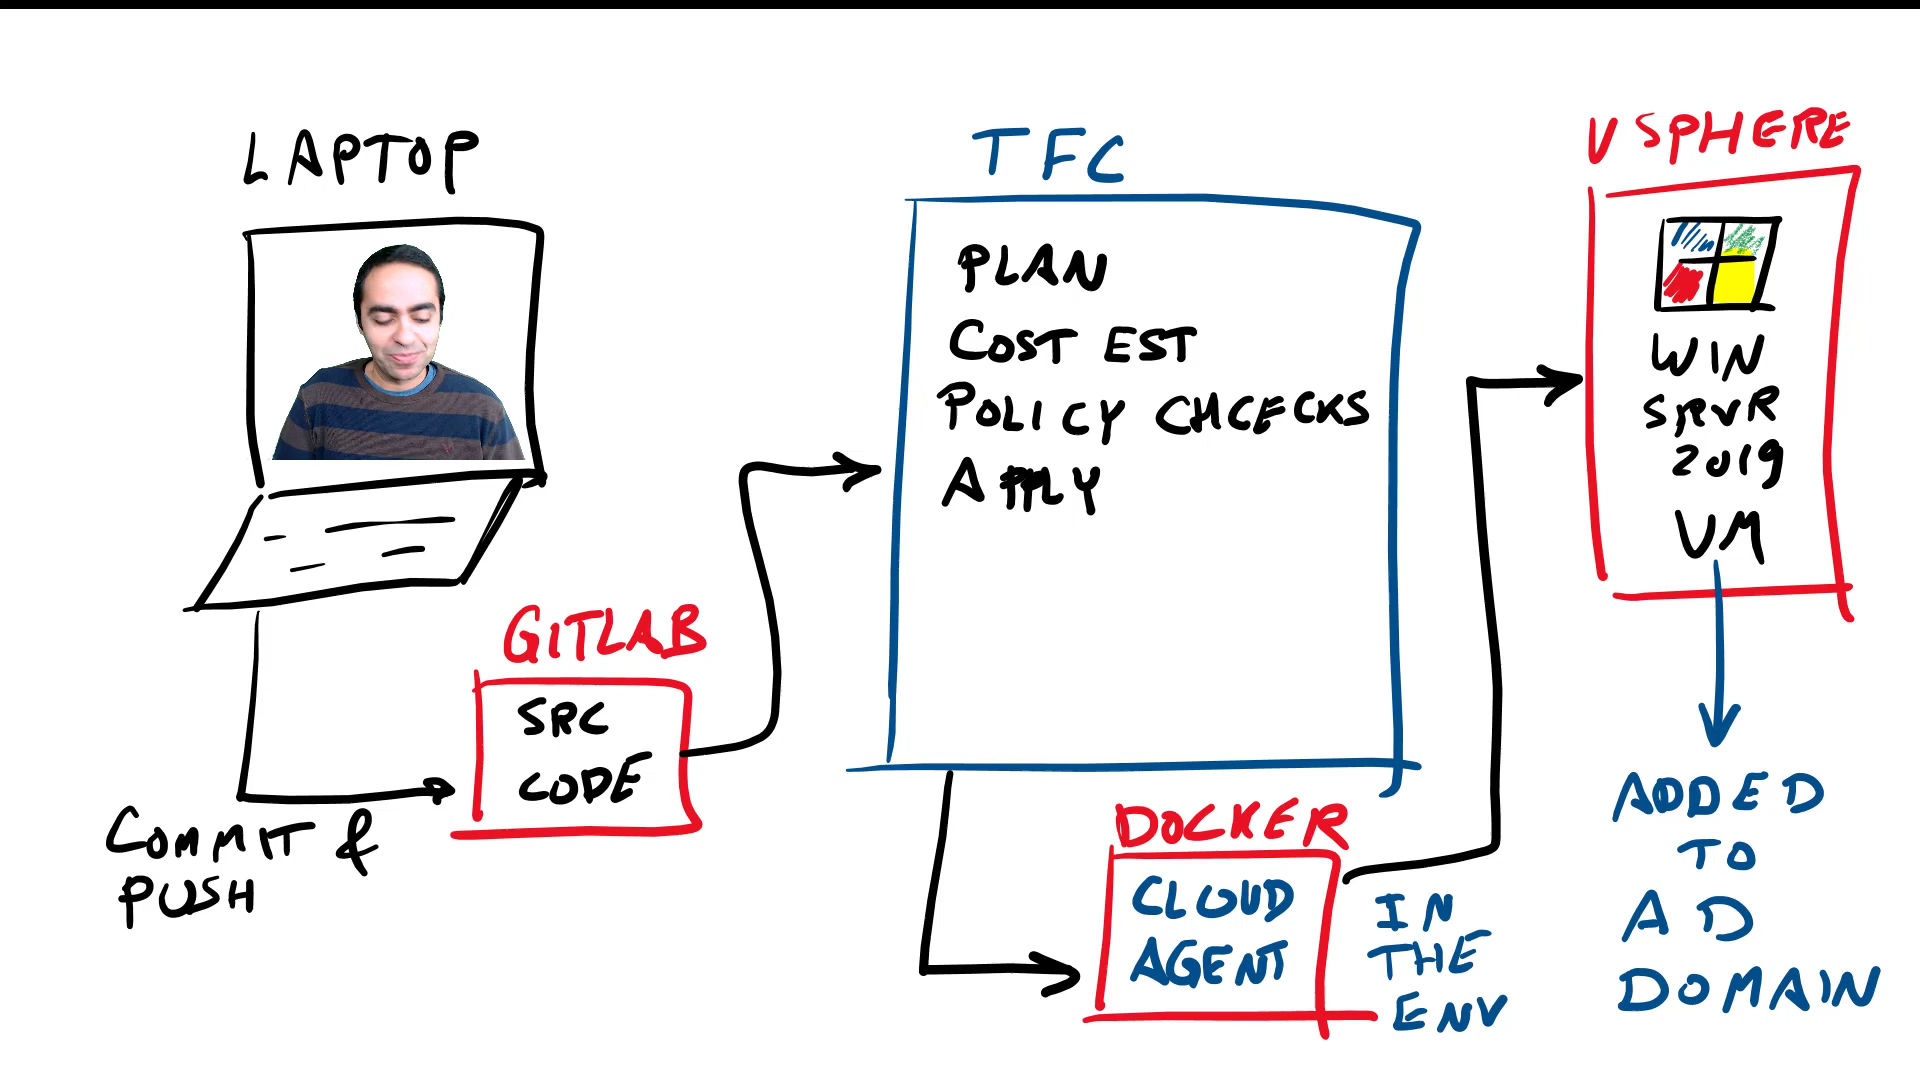 LAPTOP
COMMIT &
PUSH
GITLAB
SRC
CODE
TFC
PLAN
COST EST
POLICY CHCECKS
APPLY
DOCKER
CLOUD
AGENT
IN
THE
ENV
VSPHERE
WIN
SRVR
2019
VM
ADDED
TO
AD
DOMAIN